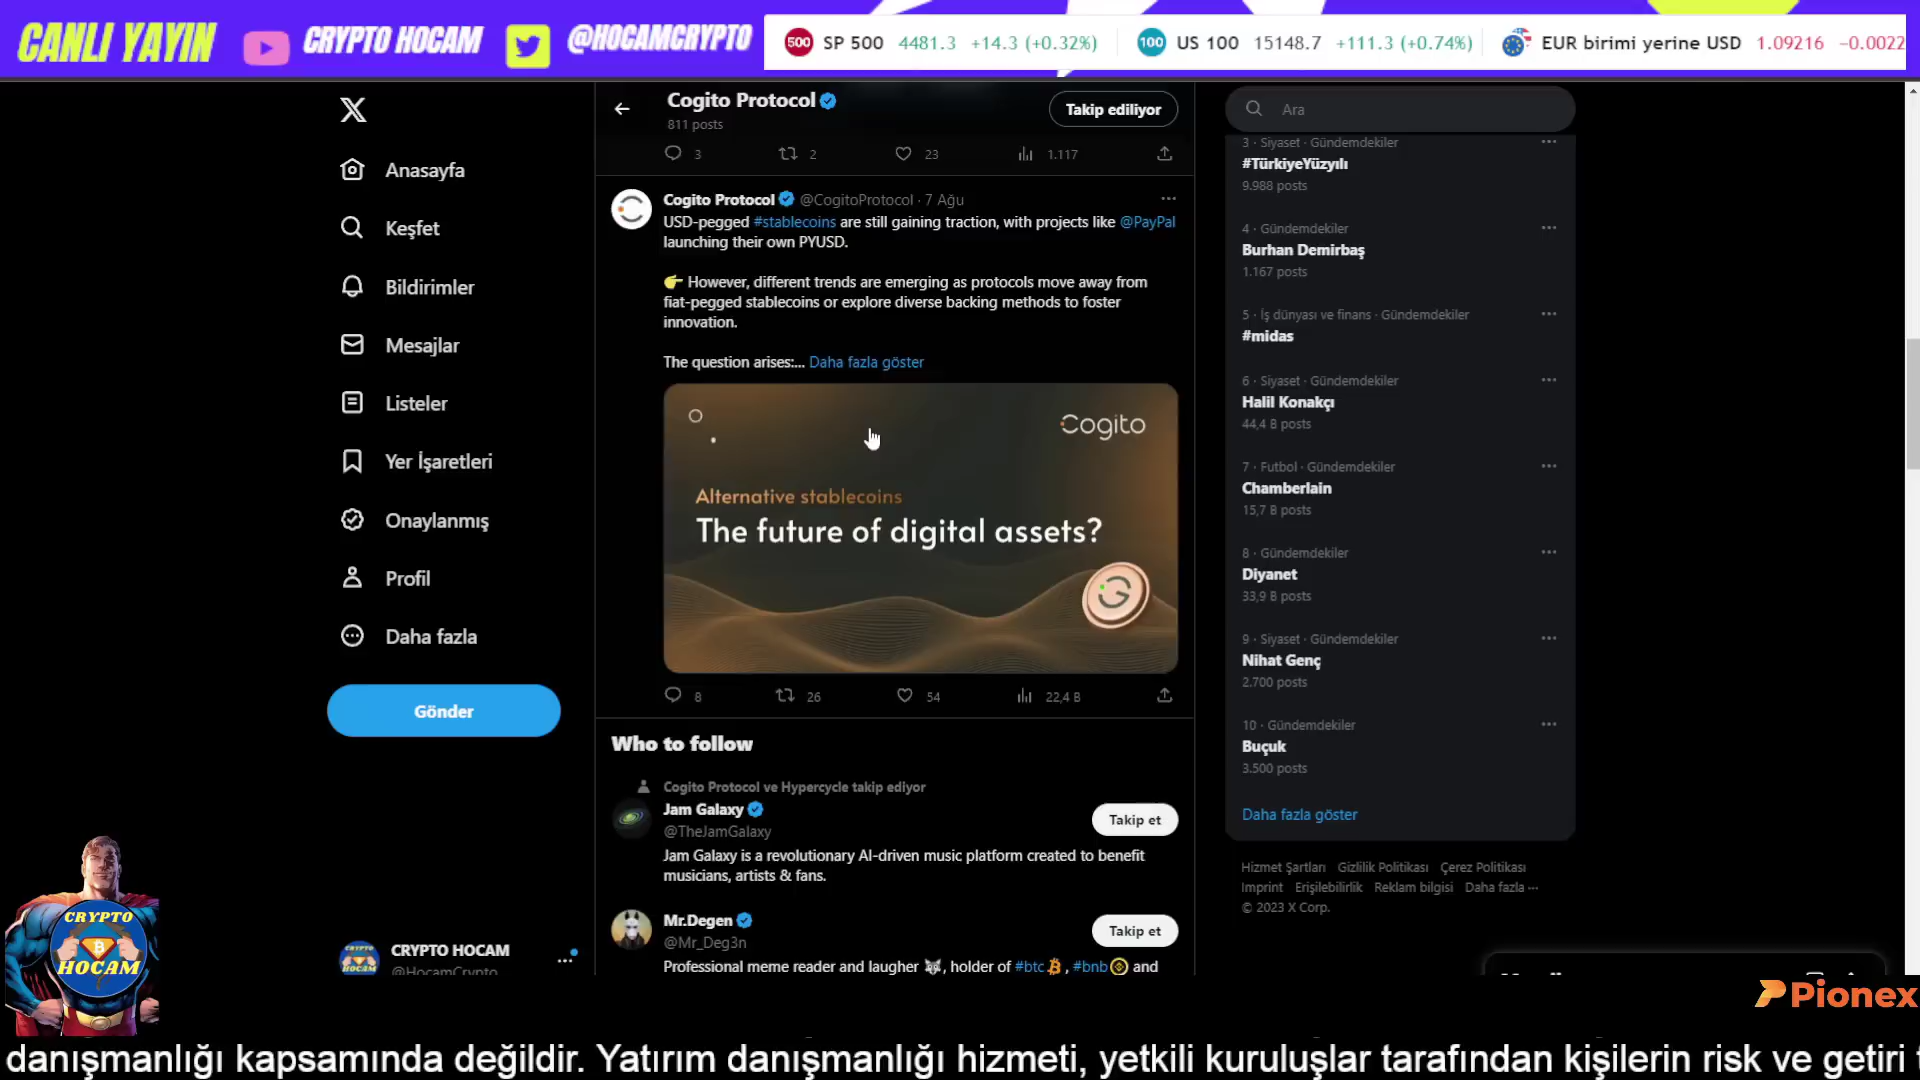 CANLI YAYIN
CRYPTO HOCAM
@HOCAMCRYPTO
500 SP 500 4481.3 +14.3 (+0.32%)
100 US 100 15148.7 +111.3 (+0.74%)
EUR birimi yerine USD 1.09216 −0.0022
Anasayfa
Keşfet
Bildirimler
Mesajlar
Listeler
Yer İşaretleri
Onaylanmış
Profil
Daha fazla
Gönder
CRYPTO HOCAM
@HocamCrypto
CRYPTO
HOCAM
Cogito Protocol
811 posts
Takip ediliyor
3 2 23 1.117
Cogito Protocol @CogitoProtocol · 7 Ağu
USD-pegged #stablecoins are still gaining traction, with projects like @PayPal
launching their own PYUSD.
👉 However, different trends are emerging as protocols move away from
fiat-pegged stablecoins or explore diverse backing methods to foster
innovation.
The question arises:... Daha fazla göster
Cogito
Alternative stablecoins
The future of digital assets?
8 26 54 22,4 B
Who to follow
Cogito Protocol ve Hypercycle takip ediyor
Jam Galaxy
@TheJamGalaxy
Takip et
Jam Galaxy is a revolutionary AI-driven music platform created to benefit
musicians, artists & fans.
Mr.Degen
@Mr_Deg3n
Takip et
Professional meme reader and laugher, holder of #btc, #bnb and
Ara
3 · Siyaset · Gündemdekiler
#TürkiyeYüzyılı
9.988 posts
4 · Gündemdekiler
Burhan Demirbaş
1.167 posts
5 · İş dünyası ve finans · Gündemdekiler
#midas
6 · Siyaset · Gündemdekiler
Halil Konakçı
44,4 B posts
7 · Futbol · Gündemdekiler
Chamberlain
15,7 B posts
8 · Gündemdekiler
Diyanet
33,9 B posts
9 · Siyaset · Gündemdekiler
Nihat Genç
2.700 posts
10 · Gündemdekiler
Buçuk
3.500 posts
Daha fazla göster
Hizmet Şartları Gizlilik Politikası Çerez Politikası
Imprint Erişilebilirlik Reklam bilgisi Daha fazla ···
© 2023 X Corp.
Pionex
danışmanlığı kapsamında değildir. Yatırım danışmanlığı hizmeti, yetkili kuruluşlar tarafından kişilerin risk ve getiri